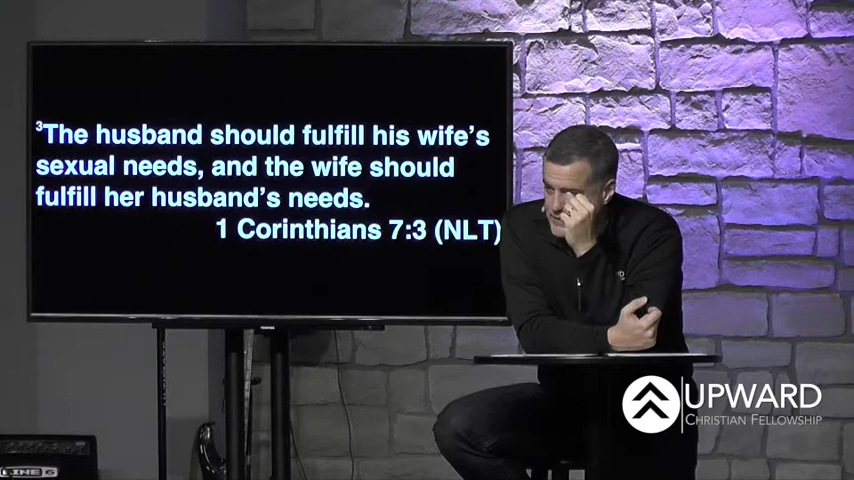 ³The husband should fulfill his wife's
sexual needs, and the wife should
fulfill her husband's needs.
1 Corinthians 7:3 (NLT)
UPWARD
CHRISTIAN FELLOWSHIP
LINE 6